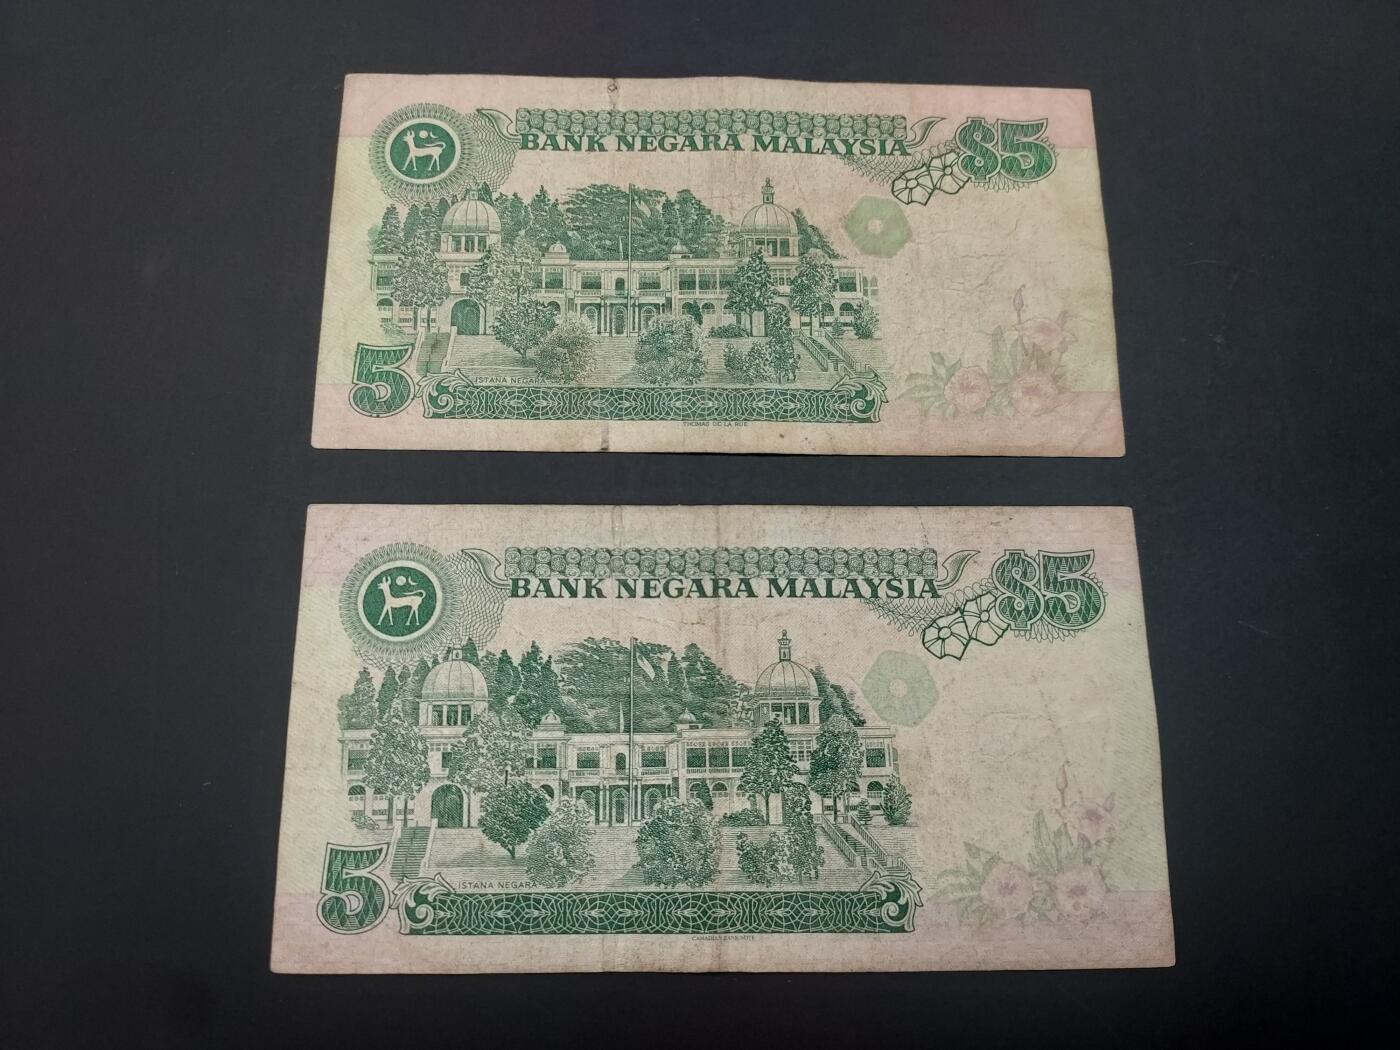 BANK NEGARA MALAYSIA
$5
5
ISTANA NEGARA
THOMAS DE LA RUE
BANK NEGARA MALAYSIA
$5
5
ISTANA NEGARA
CANADIAN BANK NOTE